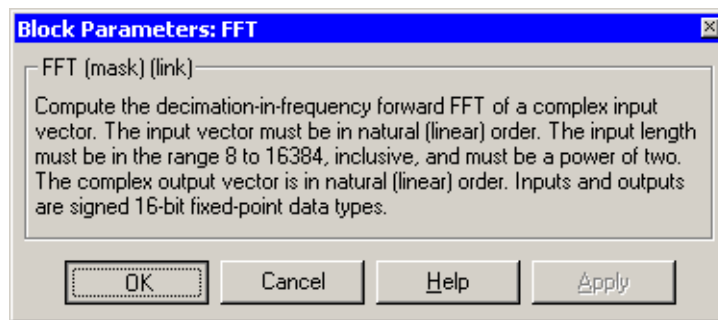 Block Parameters: FFT
FFT (mask) (link)
Compute the decimation-in-frequency forward FFT of a complex input
vector. The input vector must be in natural (linear) order. The input length
must be in the range 8 to 16384, inclusive, and must be a power of two.
The complex output vector is in natural (linear) order. Inputs and outputs
are signed 16-bit fixed-point data types.
OK Cancel Help Apply